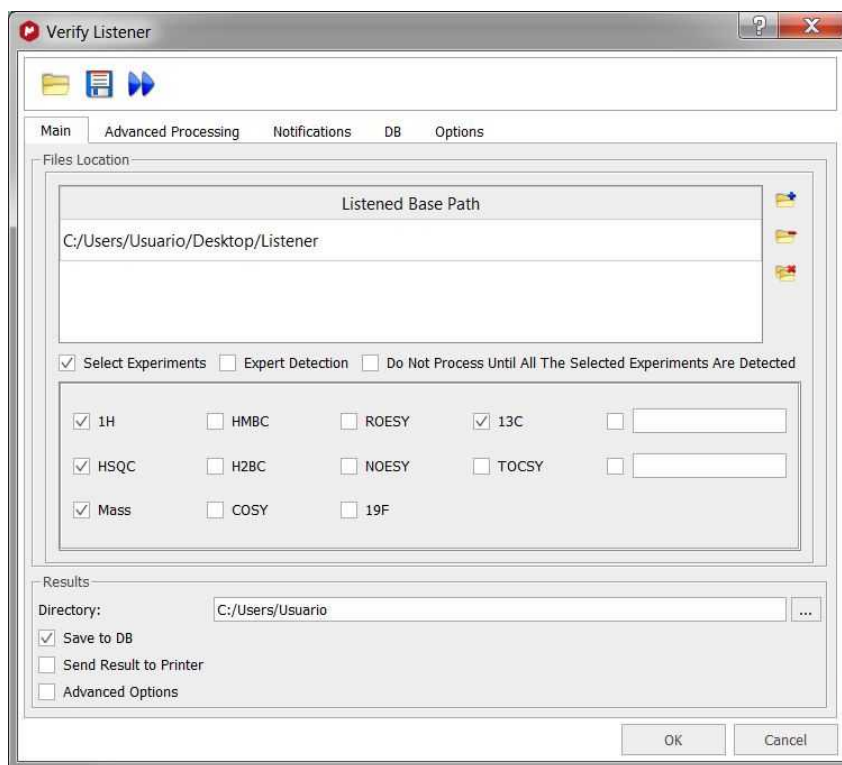 Verify Listener
Main Advanced Processing Notifications DB Options
Files Location
Listened Base Path
C:/Users/Usuario/Desktop/Listener
Select Experiments Expert Detection Do Not Process Until All The Selected Experiments Are Detected
1H HMBC ROESY 13C
HSQC H2BC NOESY TOCSY
Mass COSY 19F
Results
Directory: C:/Users/Usuario ...
Save to DB
Send Result to Printer
Advanced Options
OK Cancel